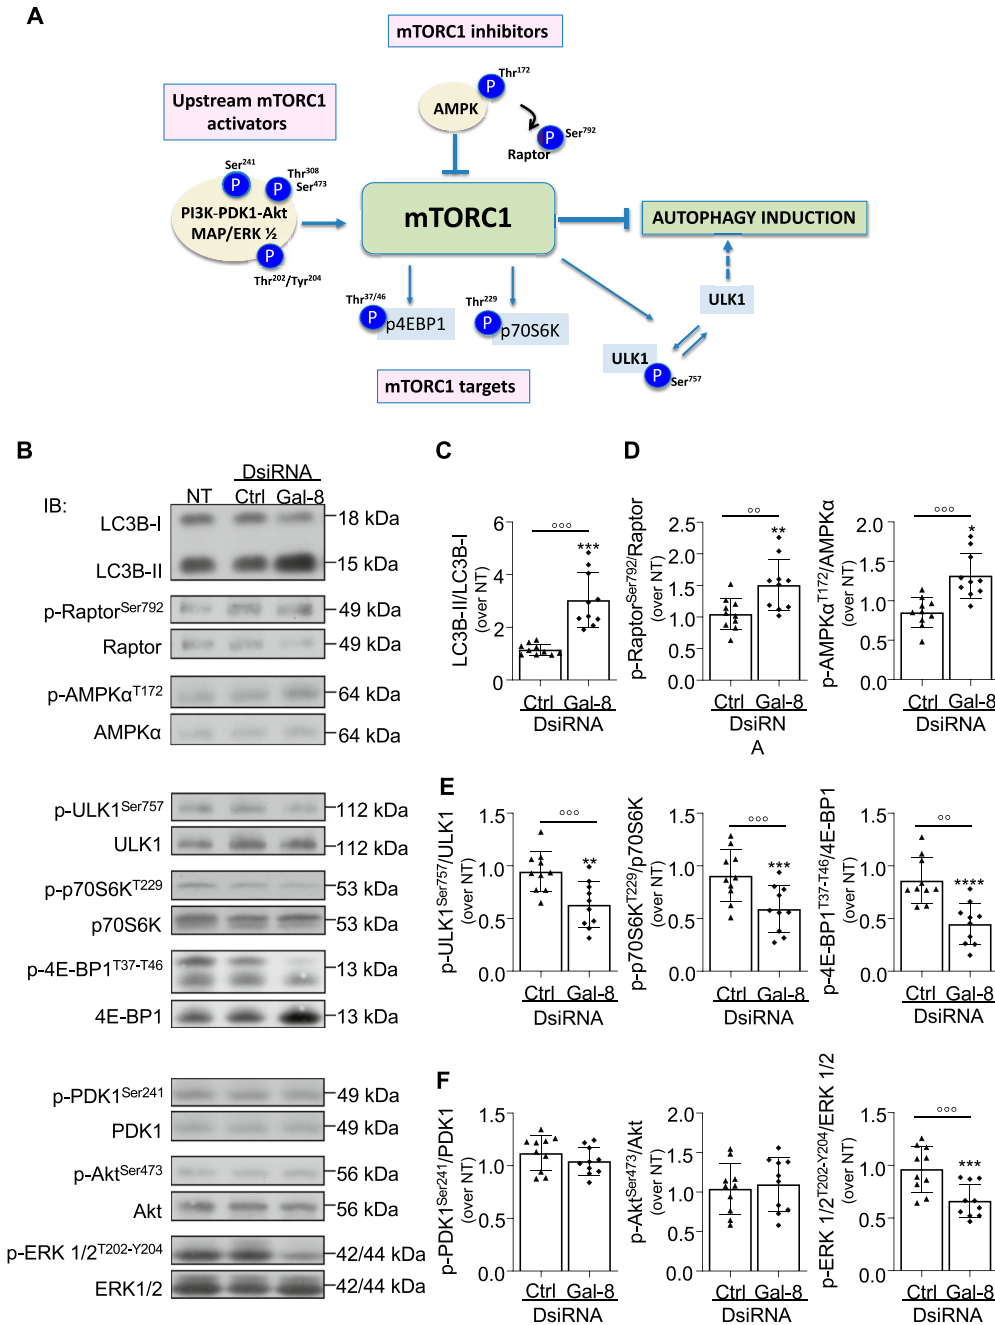 A
mTORC1 inhibitors
Thr172
P
AMPK
Upstream mTORC1
activators
P
Ser792
Raptor
Ser241
P
Thr308
Ser473
P
PI3K-PDK1-Akt
MAP/ERK ½
P
Thr202/Tyr204
mTORC1
AUTOPHAGY INDUCTION
Thr37/46
P
p4EBP1
Thr229
P
p70S6K
ULK1
ULK1
P
Ser757
mTORC1 targets
B
DsiRNA
NT Ctrl Gal-8
IB:
LC3B-I
18 kDa
LC3B-II
15 kDa
p-RaptorSer792
49 kDa
Raptor
49 kDa
p-AMPKαT172
64 kDa
AMPKα
64 kDa
p-ULK1Ser757
112 kDa
ULK1
112 kDa
p-p70S6KT229
53 kDa
p70S6K
53 kDa
p-4E-BP1T37-T46
13 kDa
4E-BP1
13 kDa
p-PDK1Ser241
49 kDa
PDK1
49 kDa
p-AktSer473
56 kDa
Akt
56 kDa
p-ERK 1/2T202-Y204
42/44 kDa
ERK1/2
42/44 kDa
C
LC3B-II/LC3B-I
(over NT)
6
4
2
0
°°°
***
Ctrl Gal-8
DsiRNA
D
p-RaptorSer792/Raptor
(over NT)
2.5
2.0
1.5
1.0
0.5
0.0
°°
**
Ctrl Gal-8
DsiRN
A
p-AMPKαT172/AMPKα
(over NT)
2.0
1.5
1.0
0.5
0.0
°°°
*
Ctrl Gal-8
DsiRNA
E
p-ULK1Ser757/ULK1
(over NT)
1.5
1.0
0.5
0.0
°°°
**
Ctrl Gal-8
DsiRNA
p-p70S6KT229/p70S6K
(over NT)
1.5
1.0
0.5
0.0
°°°
***
Ctrl Gal-8
DsiRNA
p-4E-BP1T37-T46/4E-BP1
(over NT)
1.5
1.0
0.5
0.0
°°
****
Ctrl Gal-8
DsiRNA
F
p-PDK1Ser241/PDK1
(over NT)
1.5
1.0
0.5
0.0
Ctrl Gal-8
DsiRNA
p-AktSer473/Akt
(over NT)
2.0
1.5
1.0
0.5
0.0
Ctrl Gal-8
DsiRNA
p-ERK 1/2T202-Y204/ERK 1/2
(over NT)
1.5
1.0
0.5
0.0
°°°
***
Ctrl Gal-8
DsiRNA